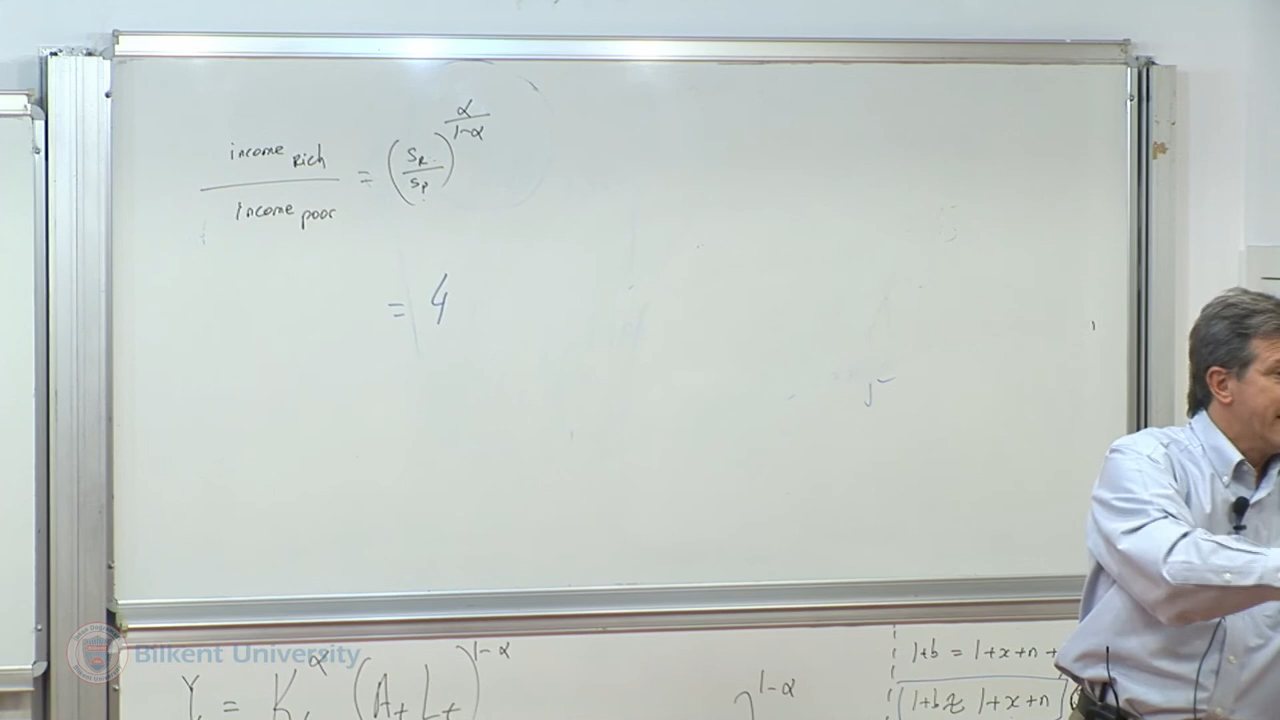 income Rich / income poor = (S_R / S_P)^(α / 1-α)
= 4
Y_t = K_t^α (A_t L_t)^1-α
)^1-α
1+b = 1+x+n+
(1+b ≈ 1+x+n)
Bilkent University